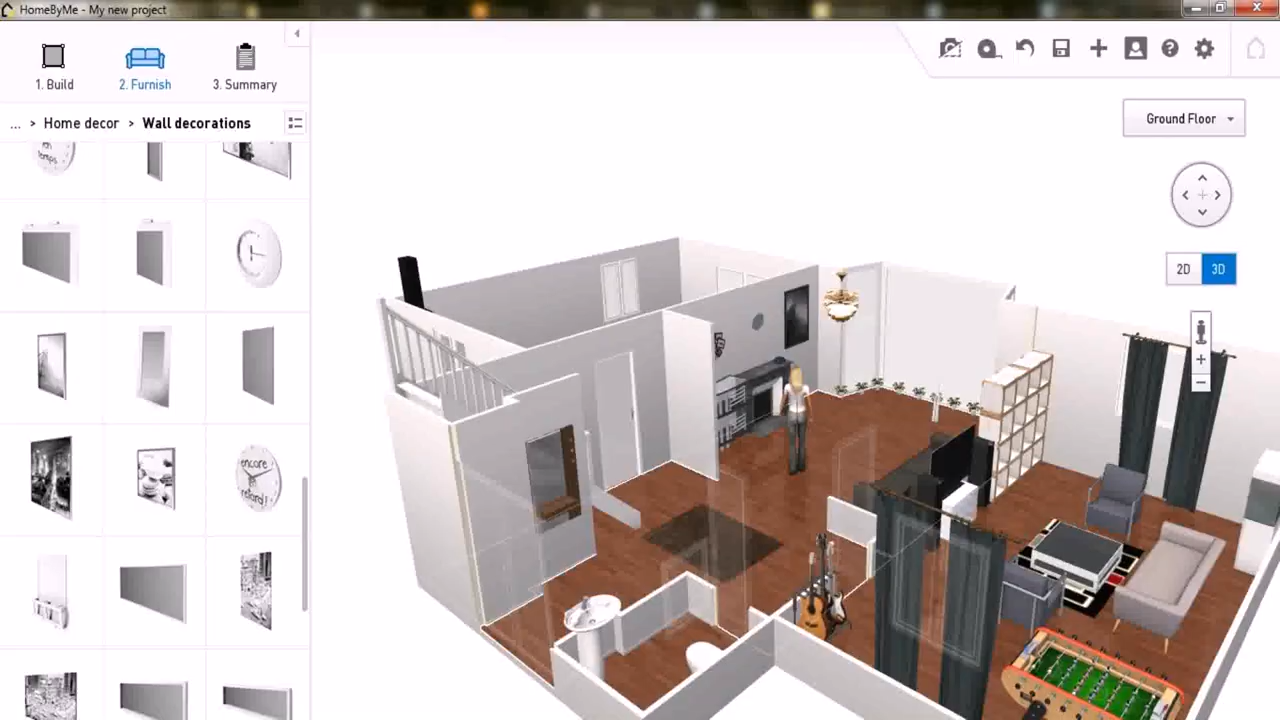 HomeByMe - My new project
1. Build
2. Furnish
3. Summary
... > Home decor > Wall decorations
Ground Floor
2D
3D
encore